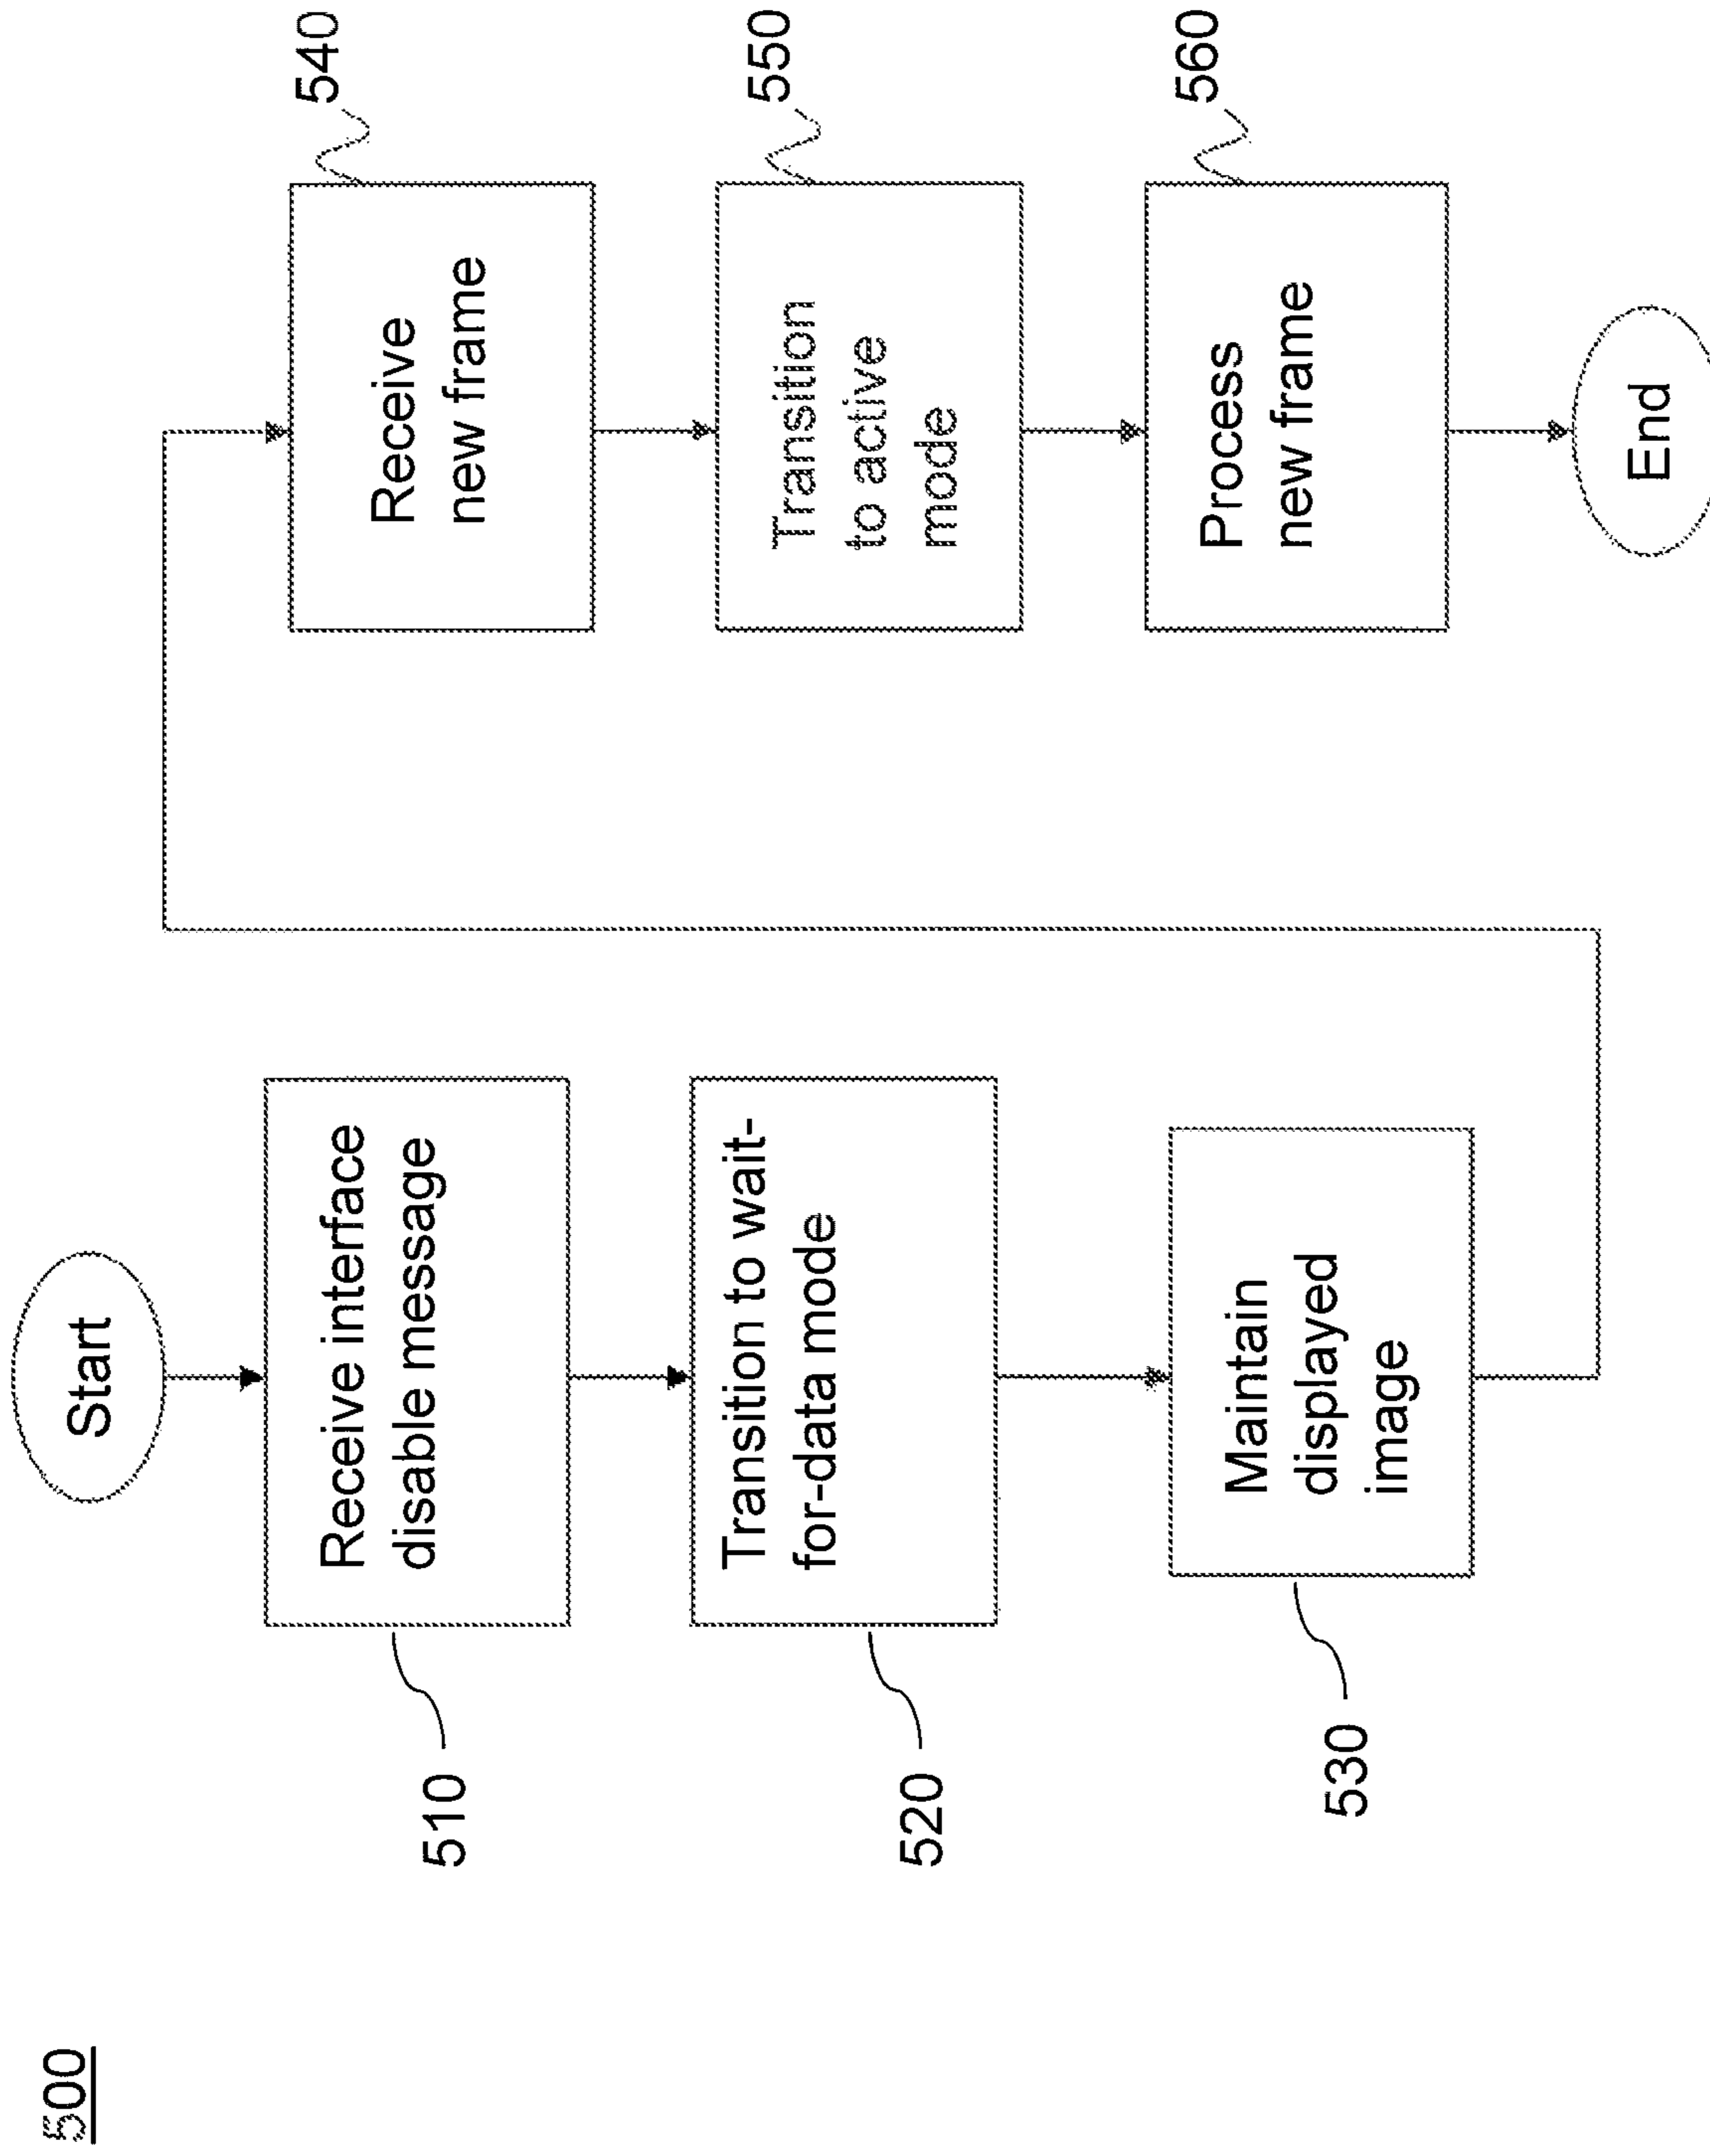 500
Start
Receive interface
disable message
510
Transition to wait-
for-data mode
520
Maintain
displayed
image
530
540
Receive
new frame
550
Transition
to active
mode
560
Process
new frame
End